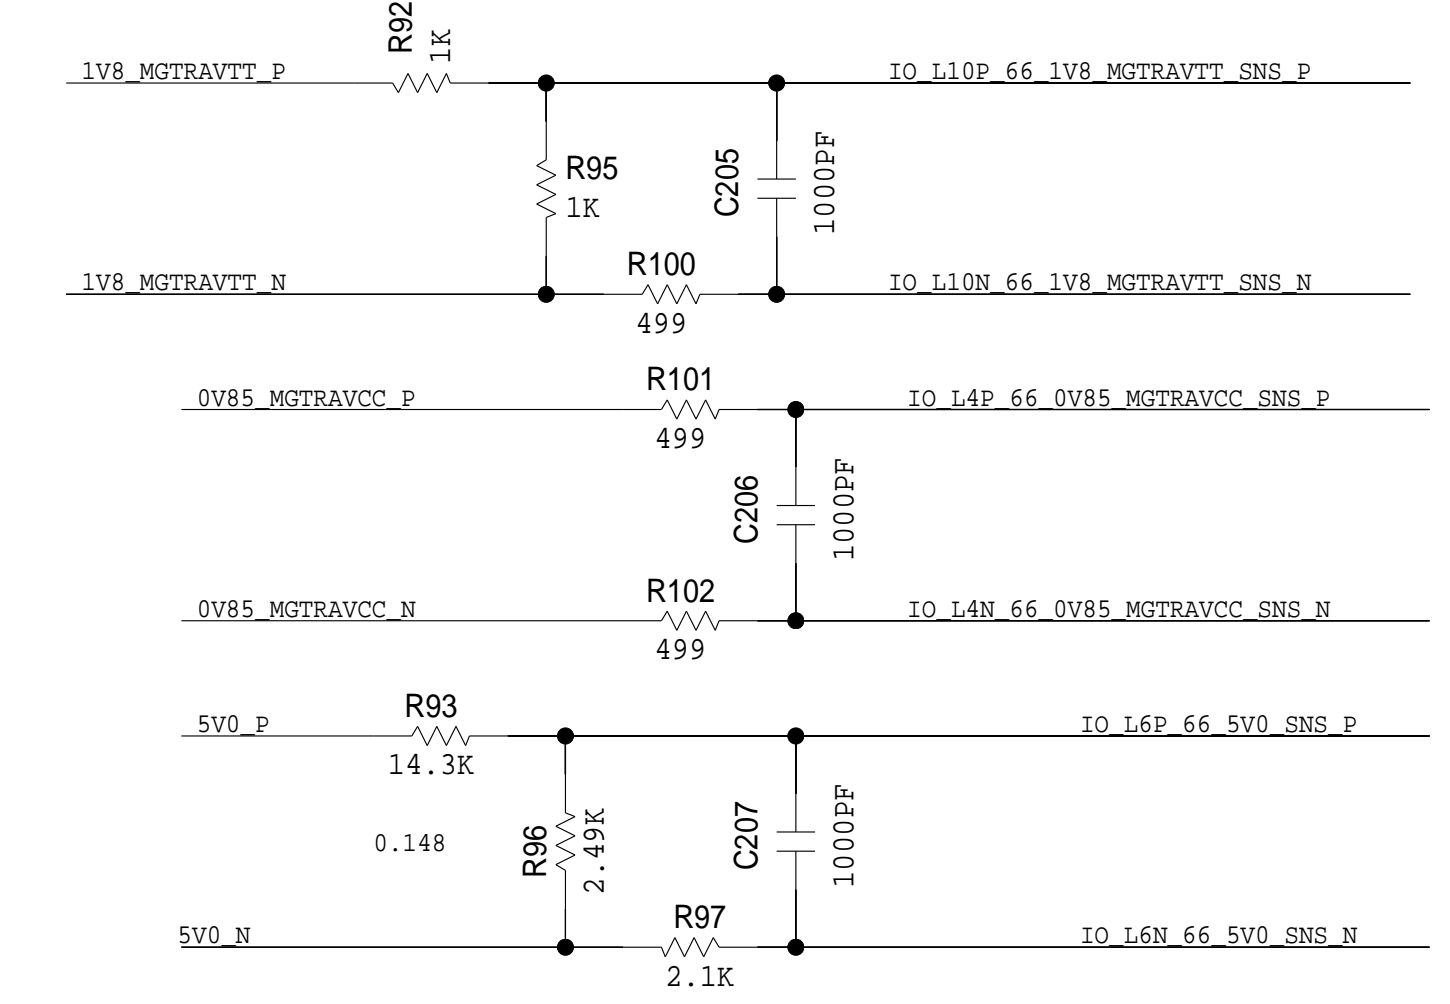 R92
1K
1V8_MGTRAVTT_P
IO_L10P_66_1V8_MGTRAVTT_SNS_P
R95
1K
C205
1000PF
R100
499
1V8_MGTRAVTT_N
IO_L10N_66_1V8_MGTRAVTT_SNS_N
R101
499
0V85_MGTRAVCC_P
IO_L4P_66_0V85_MGTRAVCC_SNS_P
C206
1000PF
R102
499
0V85_MGTRAVCC_N
IO_L4N_66_0V85_MGTRAVCC_SNS_N
R93
14.3K
5V0_P
IO_L6P_66_5V0_SNS_P
0.148
R96
2.49K
C207
1000PF
R97
2.1K
5V0_N
IO_L6N_66_5V0_SNS_N